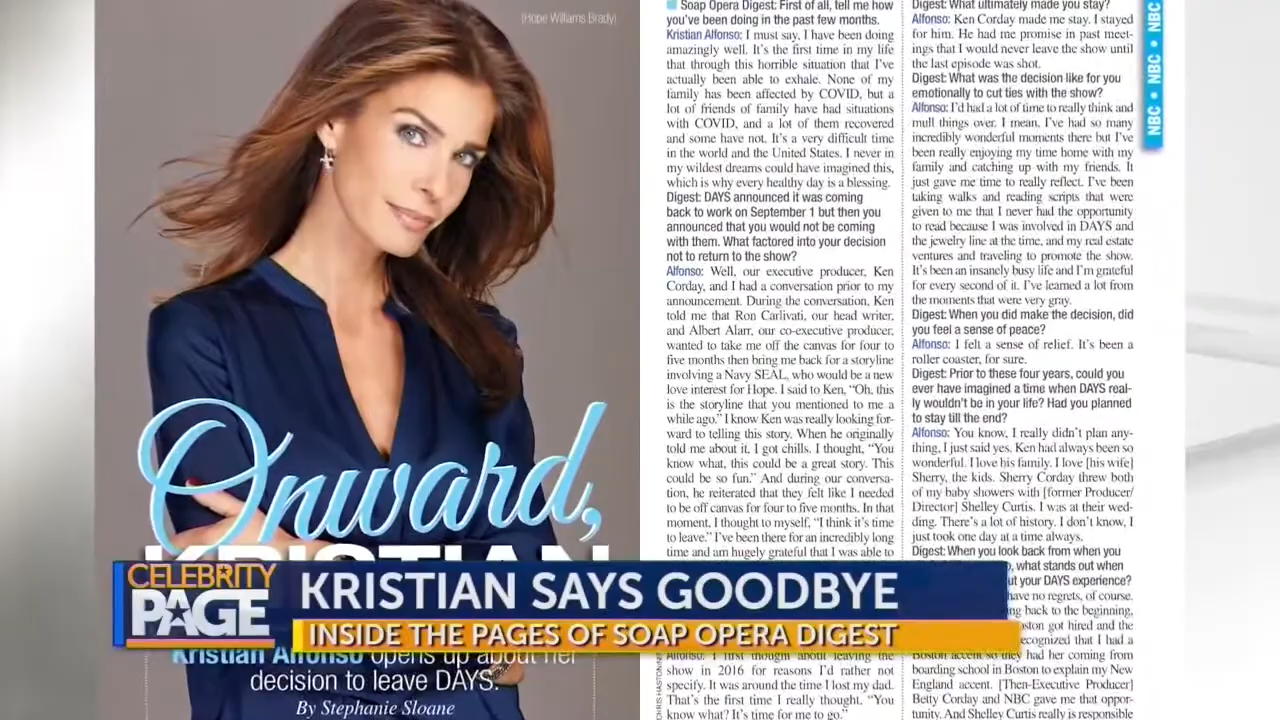 (Hope Williams Brady)
Onward,
KRISTIAN
Kristian Alfonso opens up about her
decision to leave DAYS.
By Stephanie Sloane
Soap Opera Digest: First of all, tell me how
you've been doing in the past few months.
Kristian Alfonso: I must say, I have been doing
amazingly well. It's the first time in my life
that through this horrible situation that I've
actually been able to exhale. None of my
family has been affected by COVID, but a
lot of friends of family have had situations
with COVID, and a lot of them recovered
and some have not. It's a very difficult time
in the world and the United States. I never in
my wildest dreams could have imagined this,
which is why every healthy day is a blessing.
Digest: DAYS announced it was coming
back to work on September 1 but then you
announced that you would not be coming
with them. What factored into your decision
not to return to the show?
Alfonso: Well, our executive producer, Ken
Corday, and I had a conversation prior to my
announcement. During the conversation, Ken
told me that Ron Carlivati, our head writer,
and Albert Alarr, our co-executive producer,
wanted to take me off the canvas for four to
five months then bring me back for a storyline
involving a Navy SEAL, who would be a new
love interest for Hope. I said to Ken, "Oh, this
is the storyline that you mentioned to me a
while ago." I know Ken was really looking for-
ward to telling this story. When he originally
told me about it, I got chills. I thought, "You
know what, this could be a great story. This
could be so fun." And during our conversa-
tion, he reiterated that they felt like I needed
to be off canvas for four to five months. In that
moment, I thought to myself, "I think it's time
to leave." I've been there for an incredibly long
time and am hugely grateful that I was able to
Alfonso: I first thought about leaving the
show in 2016 for reasons I'd rather not
specify. It was around the time I lost my dad.
That's the first time I really thought, "You
know what? It's time for me to go."
Digest: What ultimately made you stay?
Alfonso: Ken Corday made me stay. I stayed
for him. He had me promise in past meet-
ings that I would never leave the show until
the last episode was shot.
Digest: What was the decision like for you
emotionally to cut ties with the show?
Alfonso: I'd had a lot of time to really think and
mull things over. I mean, I've had so many
incredibly wonderful moments there but I've
been really enjoying my time home with my
family and catching up with my friends. It
just gave me time to really reflect. I've been
taking walks and reading scripts that were
given to me that I never had the opportunity
to read because I was involved in DAYS and
the jewelry line at the time, and my real estate
ventures and traveling to promote the show.
It's been an insanely busy life and I'm grateful
for every second of it. I've learned a lot from
the moments that were very gray.
Digest: When you did make the decision, did
you feel a sense of peace?
Alfonso: I felt a sense of relief. It's been a
roller coaster, for sure.
Digest: Prior to these four years, could you
ever have imagined a time when DAYS real-
ly wouldn't be in your life? Had you planned
to stay till the end?
Alfonso: You know, I really didn't plan any-
thing, I just said yes. Ken had always been so
wonderful. I love his family. I love [his wife]
Sherry, the kids. Sherry Corday threw both
of my baby showers with [former Producer/
Director] Shelley Curtis. I was at their wed-
ding. There's a lot of history. I don't know, I
just took one day at a time always.
Digest: When you look back from when you
what stands out when
your DAYS experience?
have no regrets, of course.
back to the beginning,
got hired and the
recognized that I had a
Boston accent so they had her coming from
boarding school in Boston to explain my New
England accent. [Then-Executive Producer]
Betty Corday and NBC gave me that oppor-
tunity. And Shelley Curtis really is responsible
NBC • NBC • NBC
CELEBRITY
PAGE
KRISTIAN SAYS GOODBYE
INSIDE THE PAGES OF SOAP OPERA DIGEST